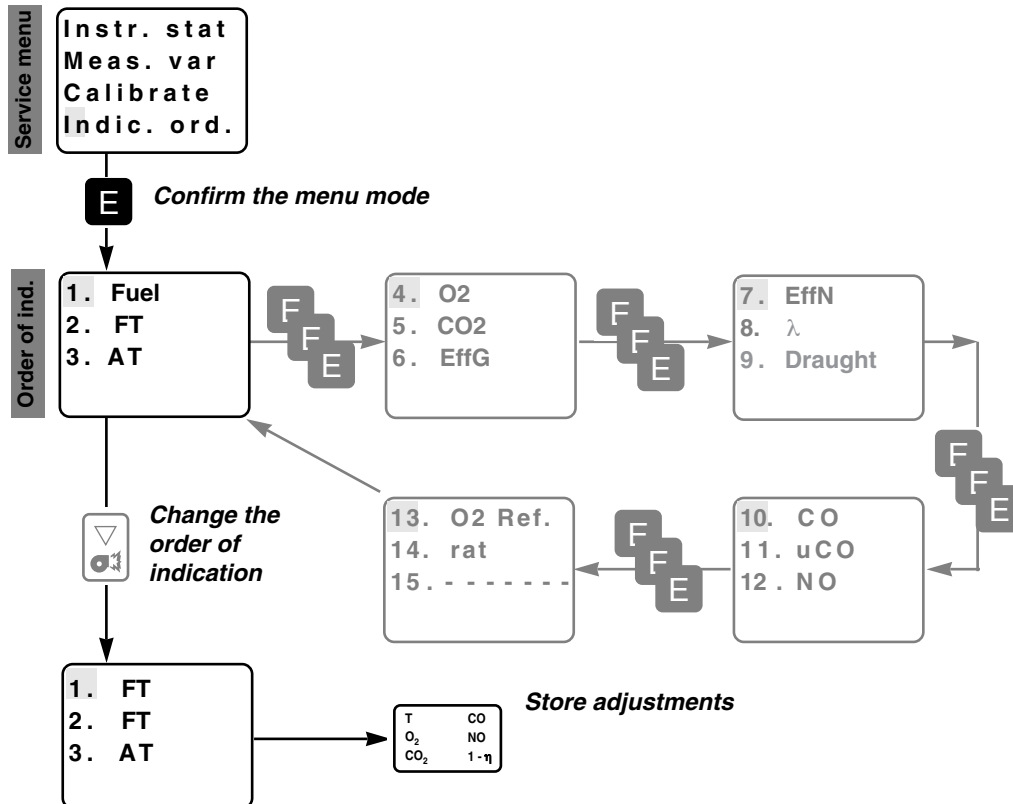 Service menu
Instr. stat
Meas. var
Calibrate
Indic. ord.
E
Confirm the menu mode
Order of ind.
1. Fuel
2. FT
3. AT
E
E
E
4. O2
5. CO2
6. EffG
E
E
E
7. EffN
8. λ
9. Draught
E
E
E
10. CO
11. uCO
12. NO
E
E
E
13. O2 Ref.
14. rat
15. - - - - - - -
Change the
order of
indication
1. FT
2. FT
3. AT
T CO
O₂ NO
CO₂ 1-η
Store adjustments